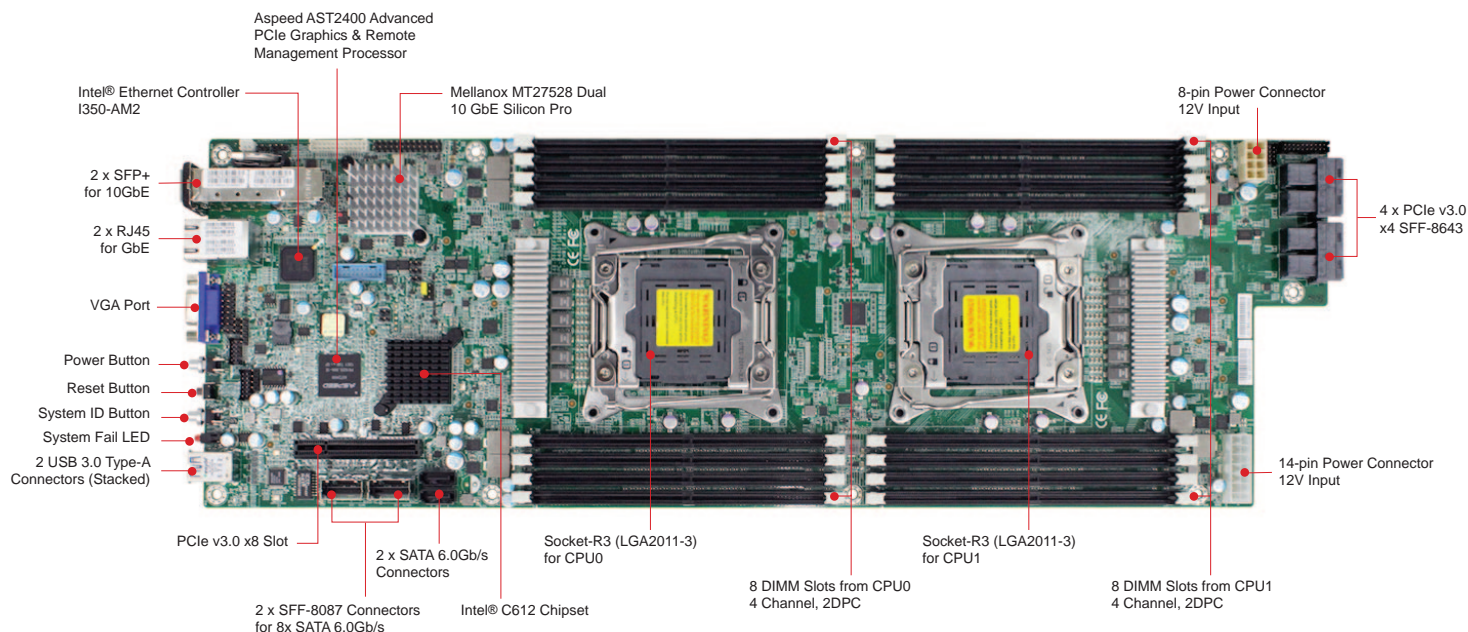 Aspeed AST2400 Advanced
PCIe Graphics & Remote
Management Processor
Intel® Ethernet Controller
I350-AM2
Mellanox MT27528 Dual
10 GbE Silicon Pro
8-pin Power Connector
12V Input
2 x SFP+
for 10GbE
4 x PCIe v3.0
x4 SFF-8643
2 x RJ45
for GbE
VGA Port
Power Button
Reset Button
System ID Button
System Fail LED
2 USB 3.0 Type-A
Connectors (Stacked)
ASPEED
CE FC
CE FC
14-pin Power Connector
12V Input
PCIe v3.0 x8 Slot
2 x SATA 6.0Gb/s
Connectors
Socket-R3 (LGA2011-3)
for CPU0
Socket-R3 (LGA2011-3)
for CPU1
8 DIMM Slots from CPU0
4 Channel, 2DPC
8 DIMM Slots from CPU1
4 Channel, 2DPC
2 x SFF-8087 Connectors
for 8x SATA 6.0Gb/s
Intel® C612 Chipset